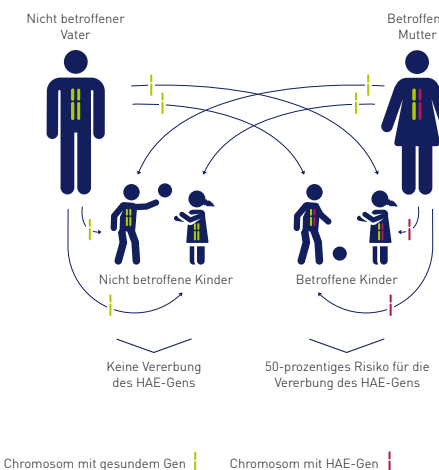 Nicht betroffener
Vater
Betroffen
Mutter
Nicht betroffene Kinder
Betroffene Kinder
Keine Vererbung
des HAE-Gens
50-prozentiges Risiko für die
Vererbung des HAE-Gens
Chromosom mit gesundem Gen
Chromosom mit HAE-Gen